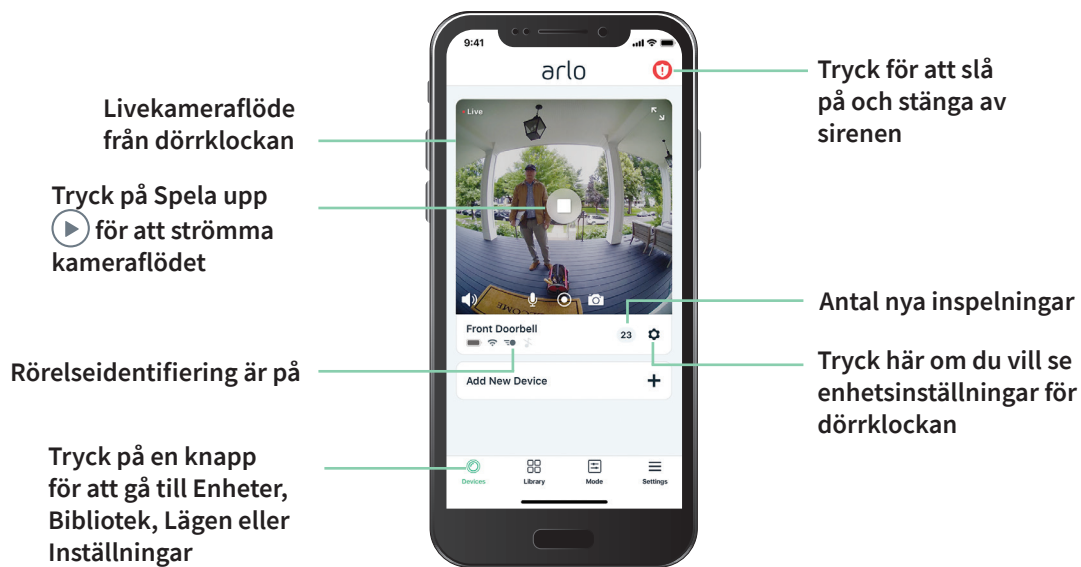 Livekameraflöde
från dörrklockan
Tryck på Spela upp
för att strömma
kameraflödet
Rörelseidentifiering är på
Tryck på en knapp
för att gå till Enheter,
Bibliotek, Lägen eller
Inställningar
9:41
arlo
Live
WELCOME
Front Doorbell
23
Add New Device
Devices Library Mode Settings
Tryck för att slå
på och stänga av
sirenen
Antal nya inspelningar
Tryck här om du vill se
enhetsinställningar för
dörrklockan